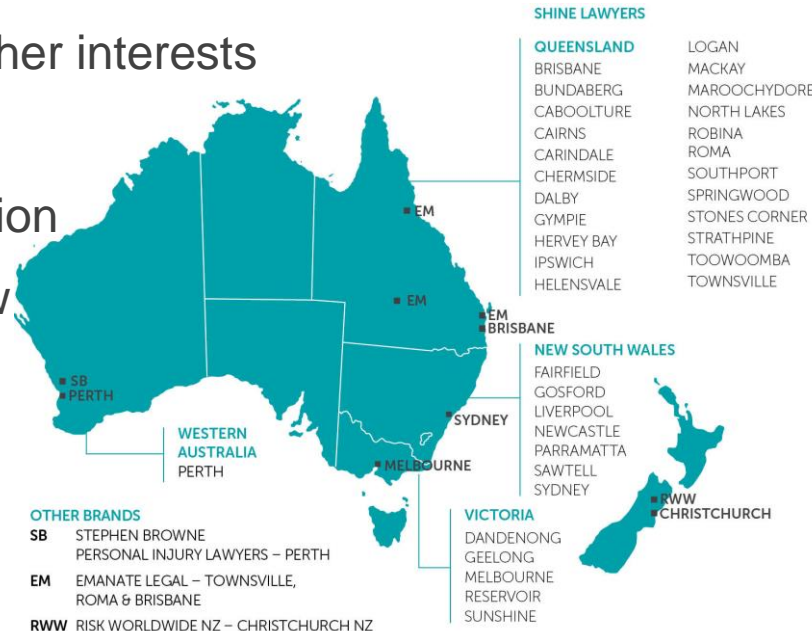 her interests
SHINE LAWYERS
QUEENSLAND
BRISBANE
BUNDABERG
CABOOLTURE
CAIRNS
CARINDALE
CHERMSIDE
DALBY
GYMPIE
HERVEY BAY
IPSWICH
HELENSVALE
LOGAN
MACKAY
MAROOCHYDORE
NORTH LAKES
ROBINA
ROMA
SOUTHPORT
SPRINGWOOD
STONES CORNER
STRATHPINE
TOOWOOMBA
TOWNSVILLE
ion
EM
EM
EM
BRISBANE
SB
PERTH
SYDNEY
MELBOURNE
NEW SOUTH WALES
FAIRFIELD
GOSFORD
LIVERPOOL
NEWCASTLE
PARRAMATTA
SAWTELL
SYDNEY
WESTERN
AUSTRALIA
PERTH
RWW
CHRISTCHURCH
VICTORIA
DANDENONG
GEELONG
MELBOURNE
RESERVOIR
SUNSHINE
OTHER BRANDS
SB STEPHEN BROWNE
PERSONAL INJURY LAWYERS – PERTH
EM EMANATE LEGAL – TOWNSVILLE,
ROMA & BRISBANE
RWW RISK WORLDWIDE NZ – CHRISTCHURCH NZ